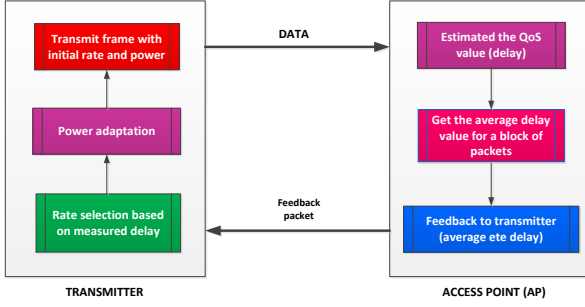 Transmit frame with
initial rate and power
Power adaptation
Rate selection based
on measured delay
TRANSMITTER
DATA
Feedback
packet
Estimated the QoS
value (delay)
Get the average delay
value for a block of
packets
Feedback to transmitter
(average ete delay)
ACCESS POINT (AP)